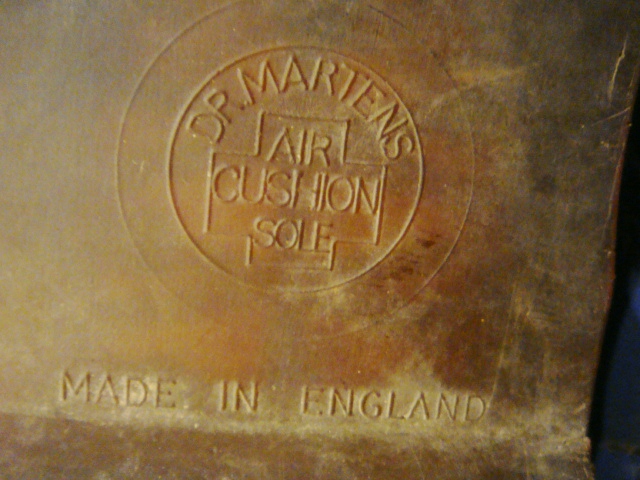 DR. MARTENS
AIR
CUSHION
SOLE
MADE IN ENGLAND